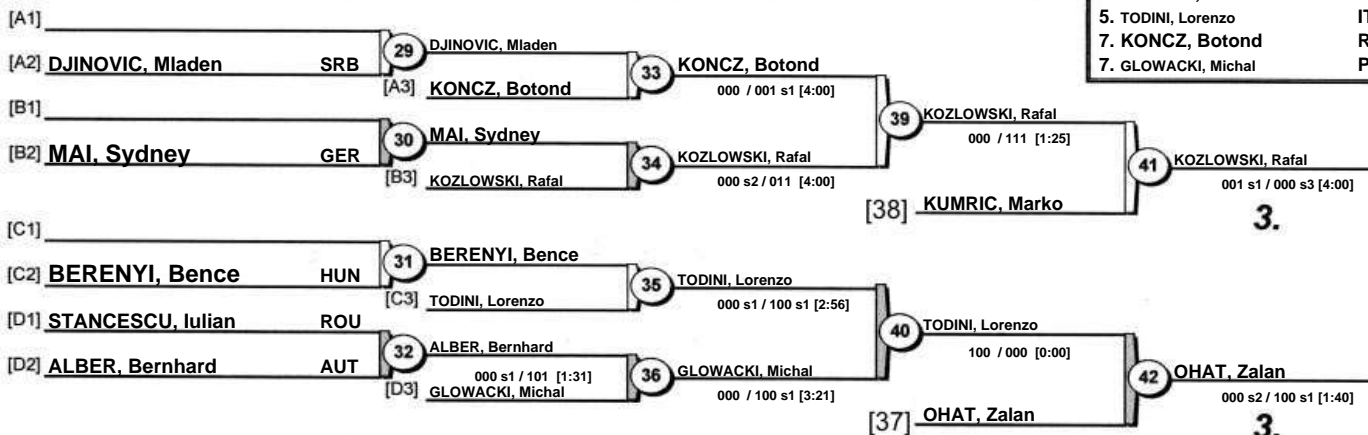 5. TODINI, Lorenzo
7. KONCZ, Botond
7. GLOWACKI, Michal
[A1]
[A2] DJINOVIC, Mladen SRB
29
DJINOVIC, Mladen
[A3] KONCZ, Botond
33
KONCZ, Botond
000 / 001 s1 [4:00]
[B1]
[B2] MAI, Sydney GER
30
MAI, Sydney
[B3] KOZLOWSKI, Rafal
34
KOZLOWSKI, Rafal
000 s2 / 011 [4:00]
39
KOZLOWSKI, Rafal
000 / 111 [1:25]
[38] KUMRIC, Marko
41
KOZLOWSKI, Rafal
001 s1 / 000 s3 [4:00]
3.
[C1]
[C2] BERENYI, Bence HUN
31
BERENYI, Bence
[C3] TODINI, Lorenzo
35
TODINI, Lorenzo
000 s1 / 100 s1 [2:56]
[D1] STANCESCU, Iulian ROU
[D2] ALBER, Bernhard AUT
32
ALBER, Bernhard
000 s1 / 101 [1:31]
[D3] GLOWACKI, Michal
36
GLOWACKI, Michal
000 / 100 s1 [3:21]
40
TODINI, Lorenzo
100 / 000 [0:00]
[37] OHAT, Zalan
42
OHAT, Zalan
000 s2 / 100 s1 [1:40]
3.